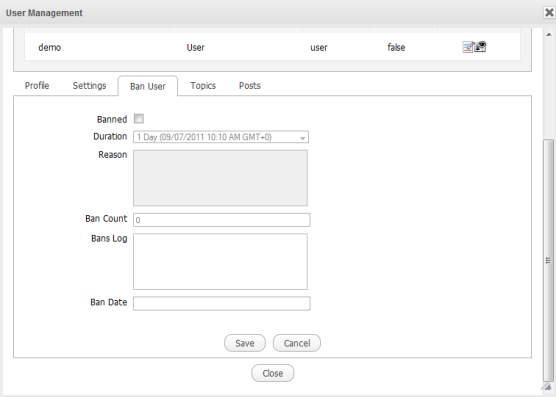 User Management
demo User user false
Profile Settings Ban User Topics Posts
Banned
Duration 1 Day (09/07/2011 10:10 AM GMT+0)
Reason
Ban Count 0
Bans Log
Ban Date
Save Cancel
Close